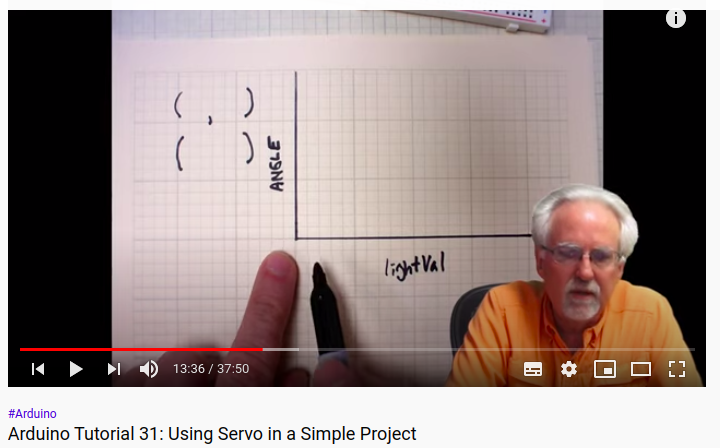 ( , )
( )
ANGLE
lightVal
13:36 / 37:50
#Arduino
Arduino Tutorial 31: Using Servo in a Simple Project